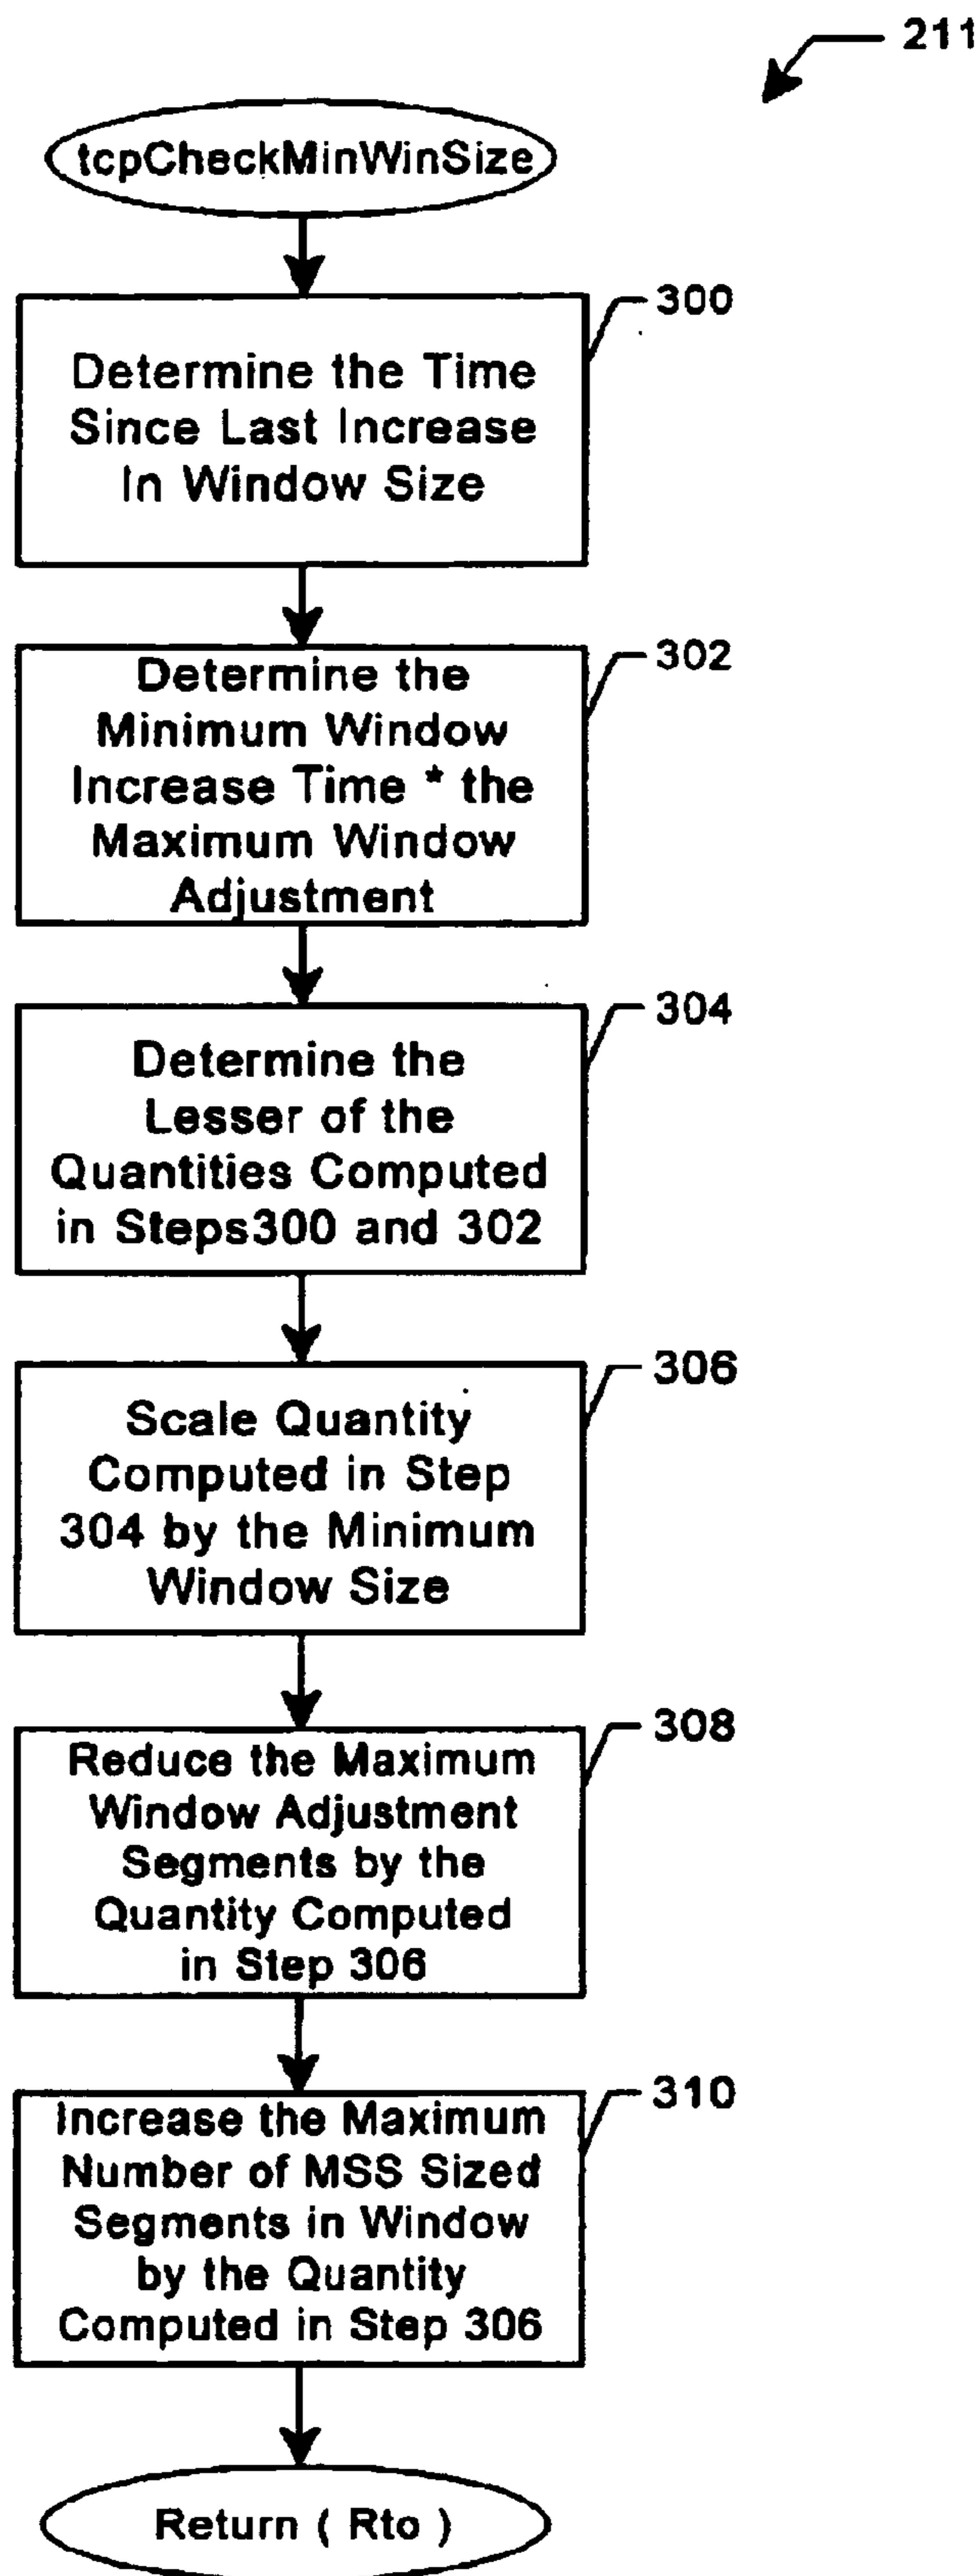 211
tcpCheckMinWinSize
300
Determine the Time
Since Last Increase
In Window Size
302
Determine the
Minimum Window
Increase Time * the
Maximum Window
Adjustment
304
Determine the
Lesser of the
Quantities Computed
in Steps300 and 302
306
Scale Quantity
Computed in Step
304 by the Minimum
Window Size
308
Reduce the Maximum
Window Adjustment
Segments by the
Quantity Computed
in Step 306
310
Increase the Maximum
Number of MSS Sized
Segments in Window
by the Quantity
Computed in Step 306
Return ( Rto )